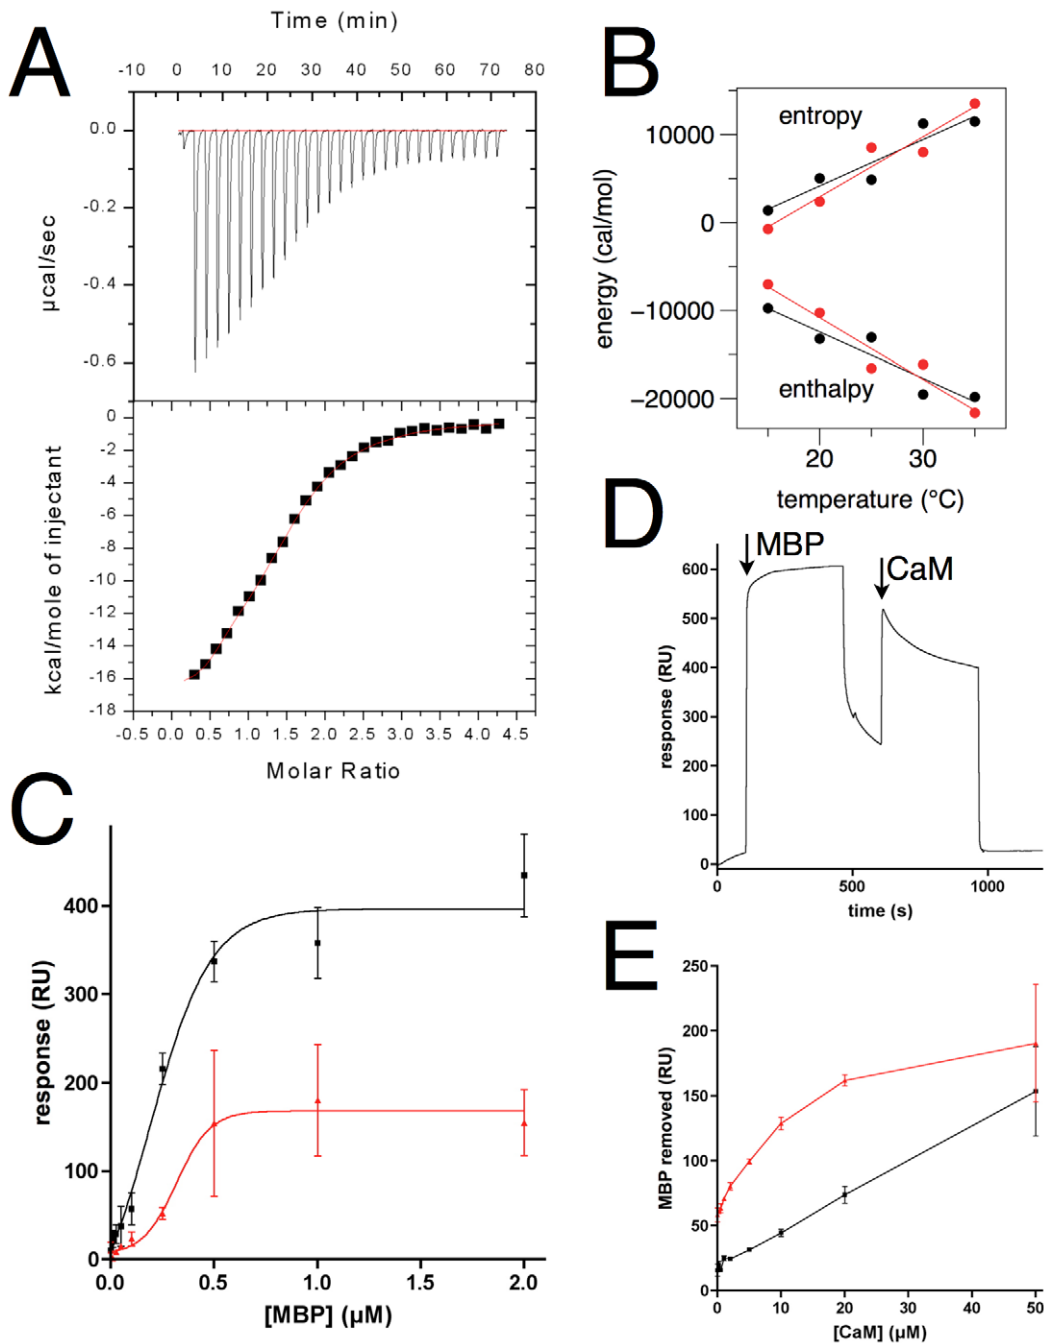 A
Time (min)
-10 0 10 20 30 40 50 60 70 80
0.0
-0.2
-0.4
-0.6
µcal/sec
0
-2
-4
-6
-8
-10
-12
-14
-16
-18
kcal/mole of injectant
-0.5 0.0 0.5 1.0 1.5 2.0 2.5 3.0 3.5 4.0 4.5
Molar Ratio
B
entropy
10000
0
−10000
−20000
energy (cal/mol)
enthalpy
20 30
temperature (°C)
C
400
300
200
100
0
response (RU)
0.0 0.5 1.0 1.5 2.0
[MBP] (µM)
D
MBP
CaM
600
500
400
300
200
100
0
response (RU)
0 500 1000
time (s)
E
250
200
150
100
50
0
MBP removed (RU)
0 10 20 30 40 50
[CaM] (µM)